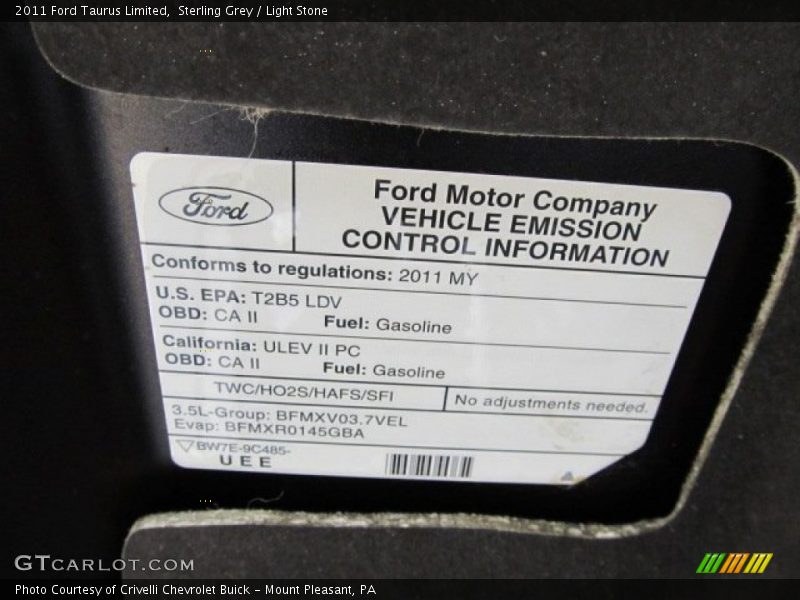 2011 Ford Taurus Limited,  Sterling Grey / Light Stone
Ford
Ford Motor Company
VEHICLE EMISSION
CONTROL INFORMATION
Conforms to regulations: 2011 MY
U.S. EPA: T2B5 LDV
OBD: CA II Fuel: Gasoline
California: ULEV II PC
OBD: CA II Fuel: Gasoline
TWC/HO2S/HAFS/SFI No adjustments needed.
3.5L-Group: BFMXV03.7VEL
Evap: BFMXR0145GBA
BW7E-9C485-
U E E
A
GTCARLOT.COM
Photo Courtesy of Crivelli Chevrolet Buick - Mount Pleasant, PA